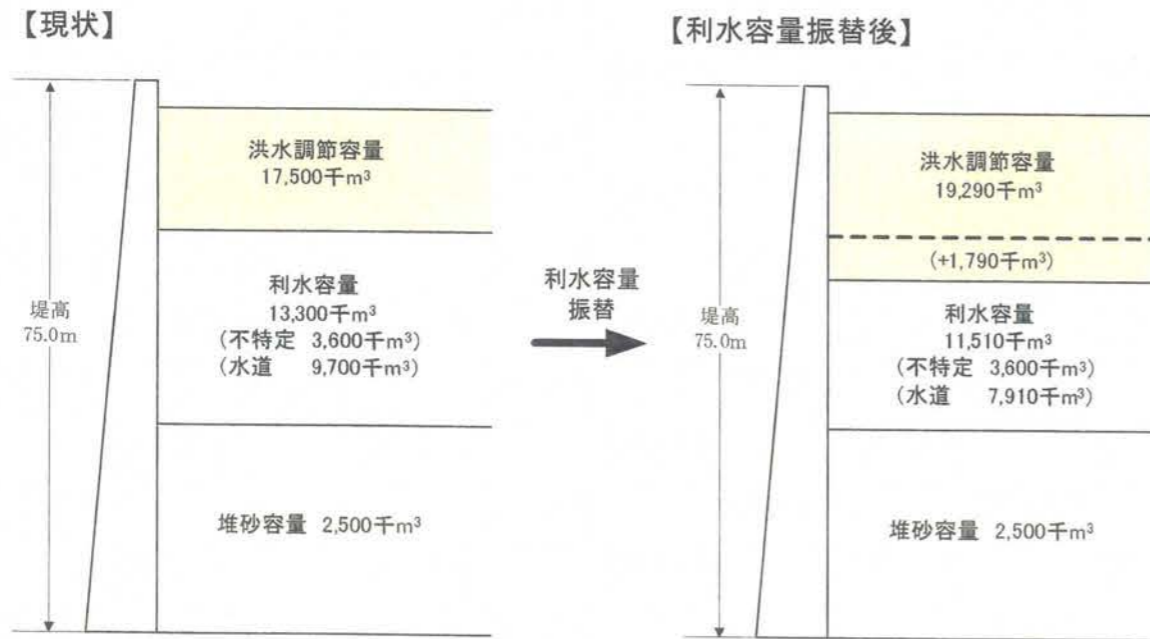 【現状】
堤高
75.0m
洪水調節容量
17,500千m³
利水容量
13,300千m³
(不特定 3,600千m³)
(水道 9,700千m³)
堆砂容量 2,500千m³
利水容量
振替
【利水容量振替後】
堤高
75.0m
洪水調節容量
19,290千m³
(+1,790千m³)
利水容量
11,510千m³
(不特定 3,600千m³)
(水道 7,910千m³)
堆砂容量 2,500千m³